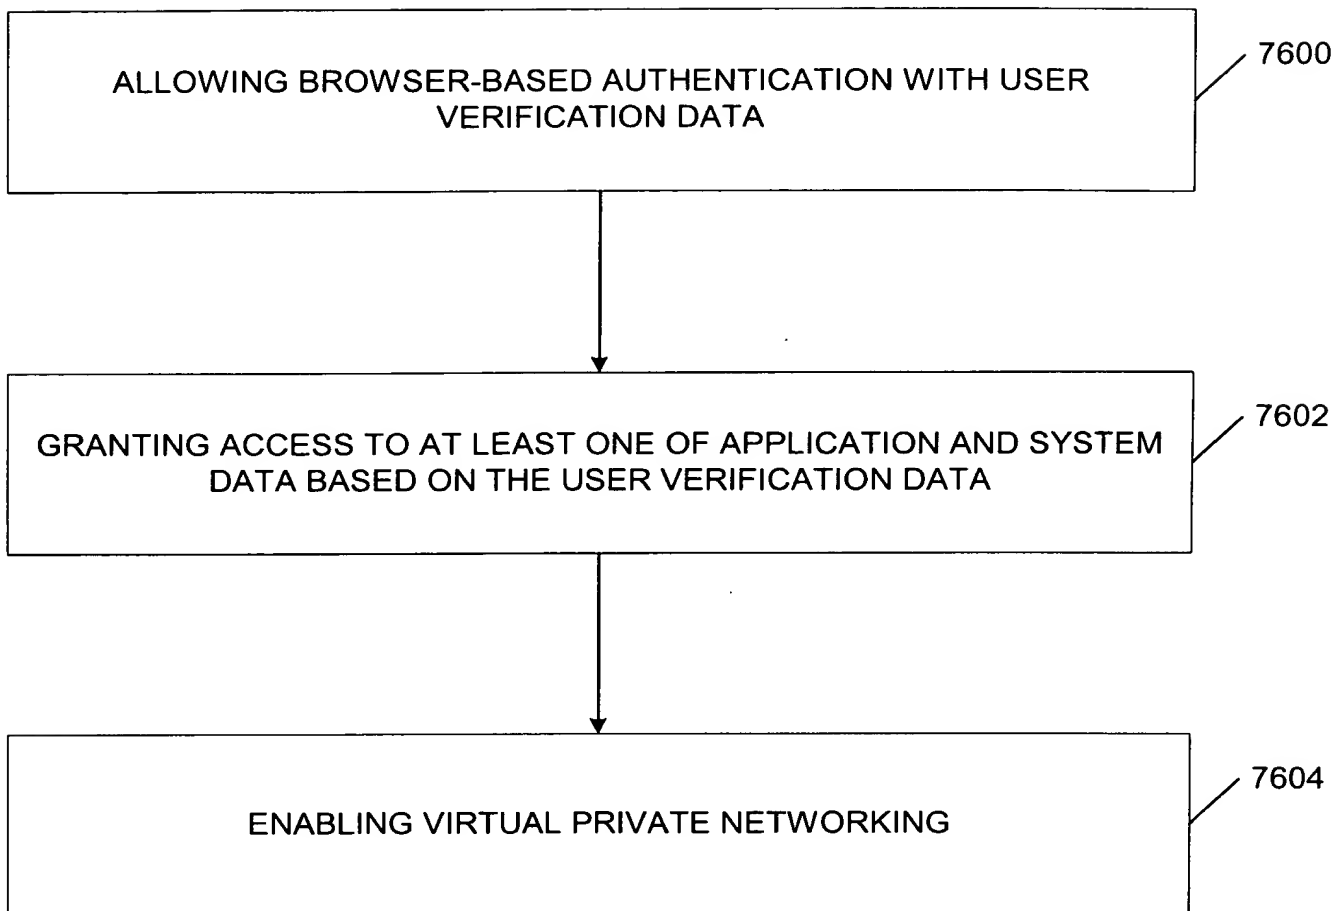 7600
ALLOWING BROWSER-BASED AUTHENTICATION WITH USER
VERIFICATION DATA
7602
GRANTING ACCESS TO AT LEAST ONE OF APPLICATION AND SYSTEM
DATA BASED ON THE USER VERIFICATION DATA
7604
ENABLING VIRTUAL PRIVATE NETWORKING